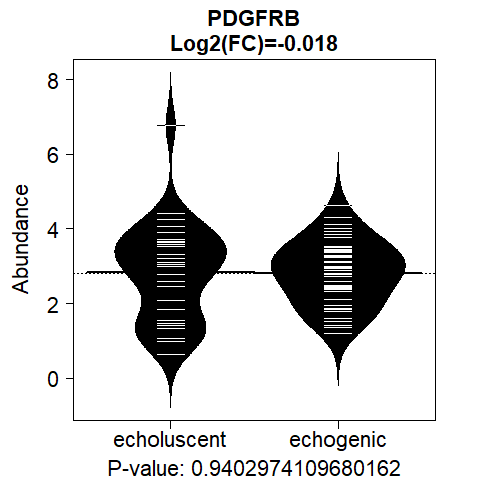 PDGFRB
Log2(FC)=-0.018
8
6
4
2
0
Abundance
echoluscent echogenic
P-value: 0.9402974109680162